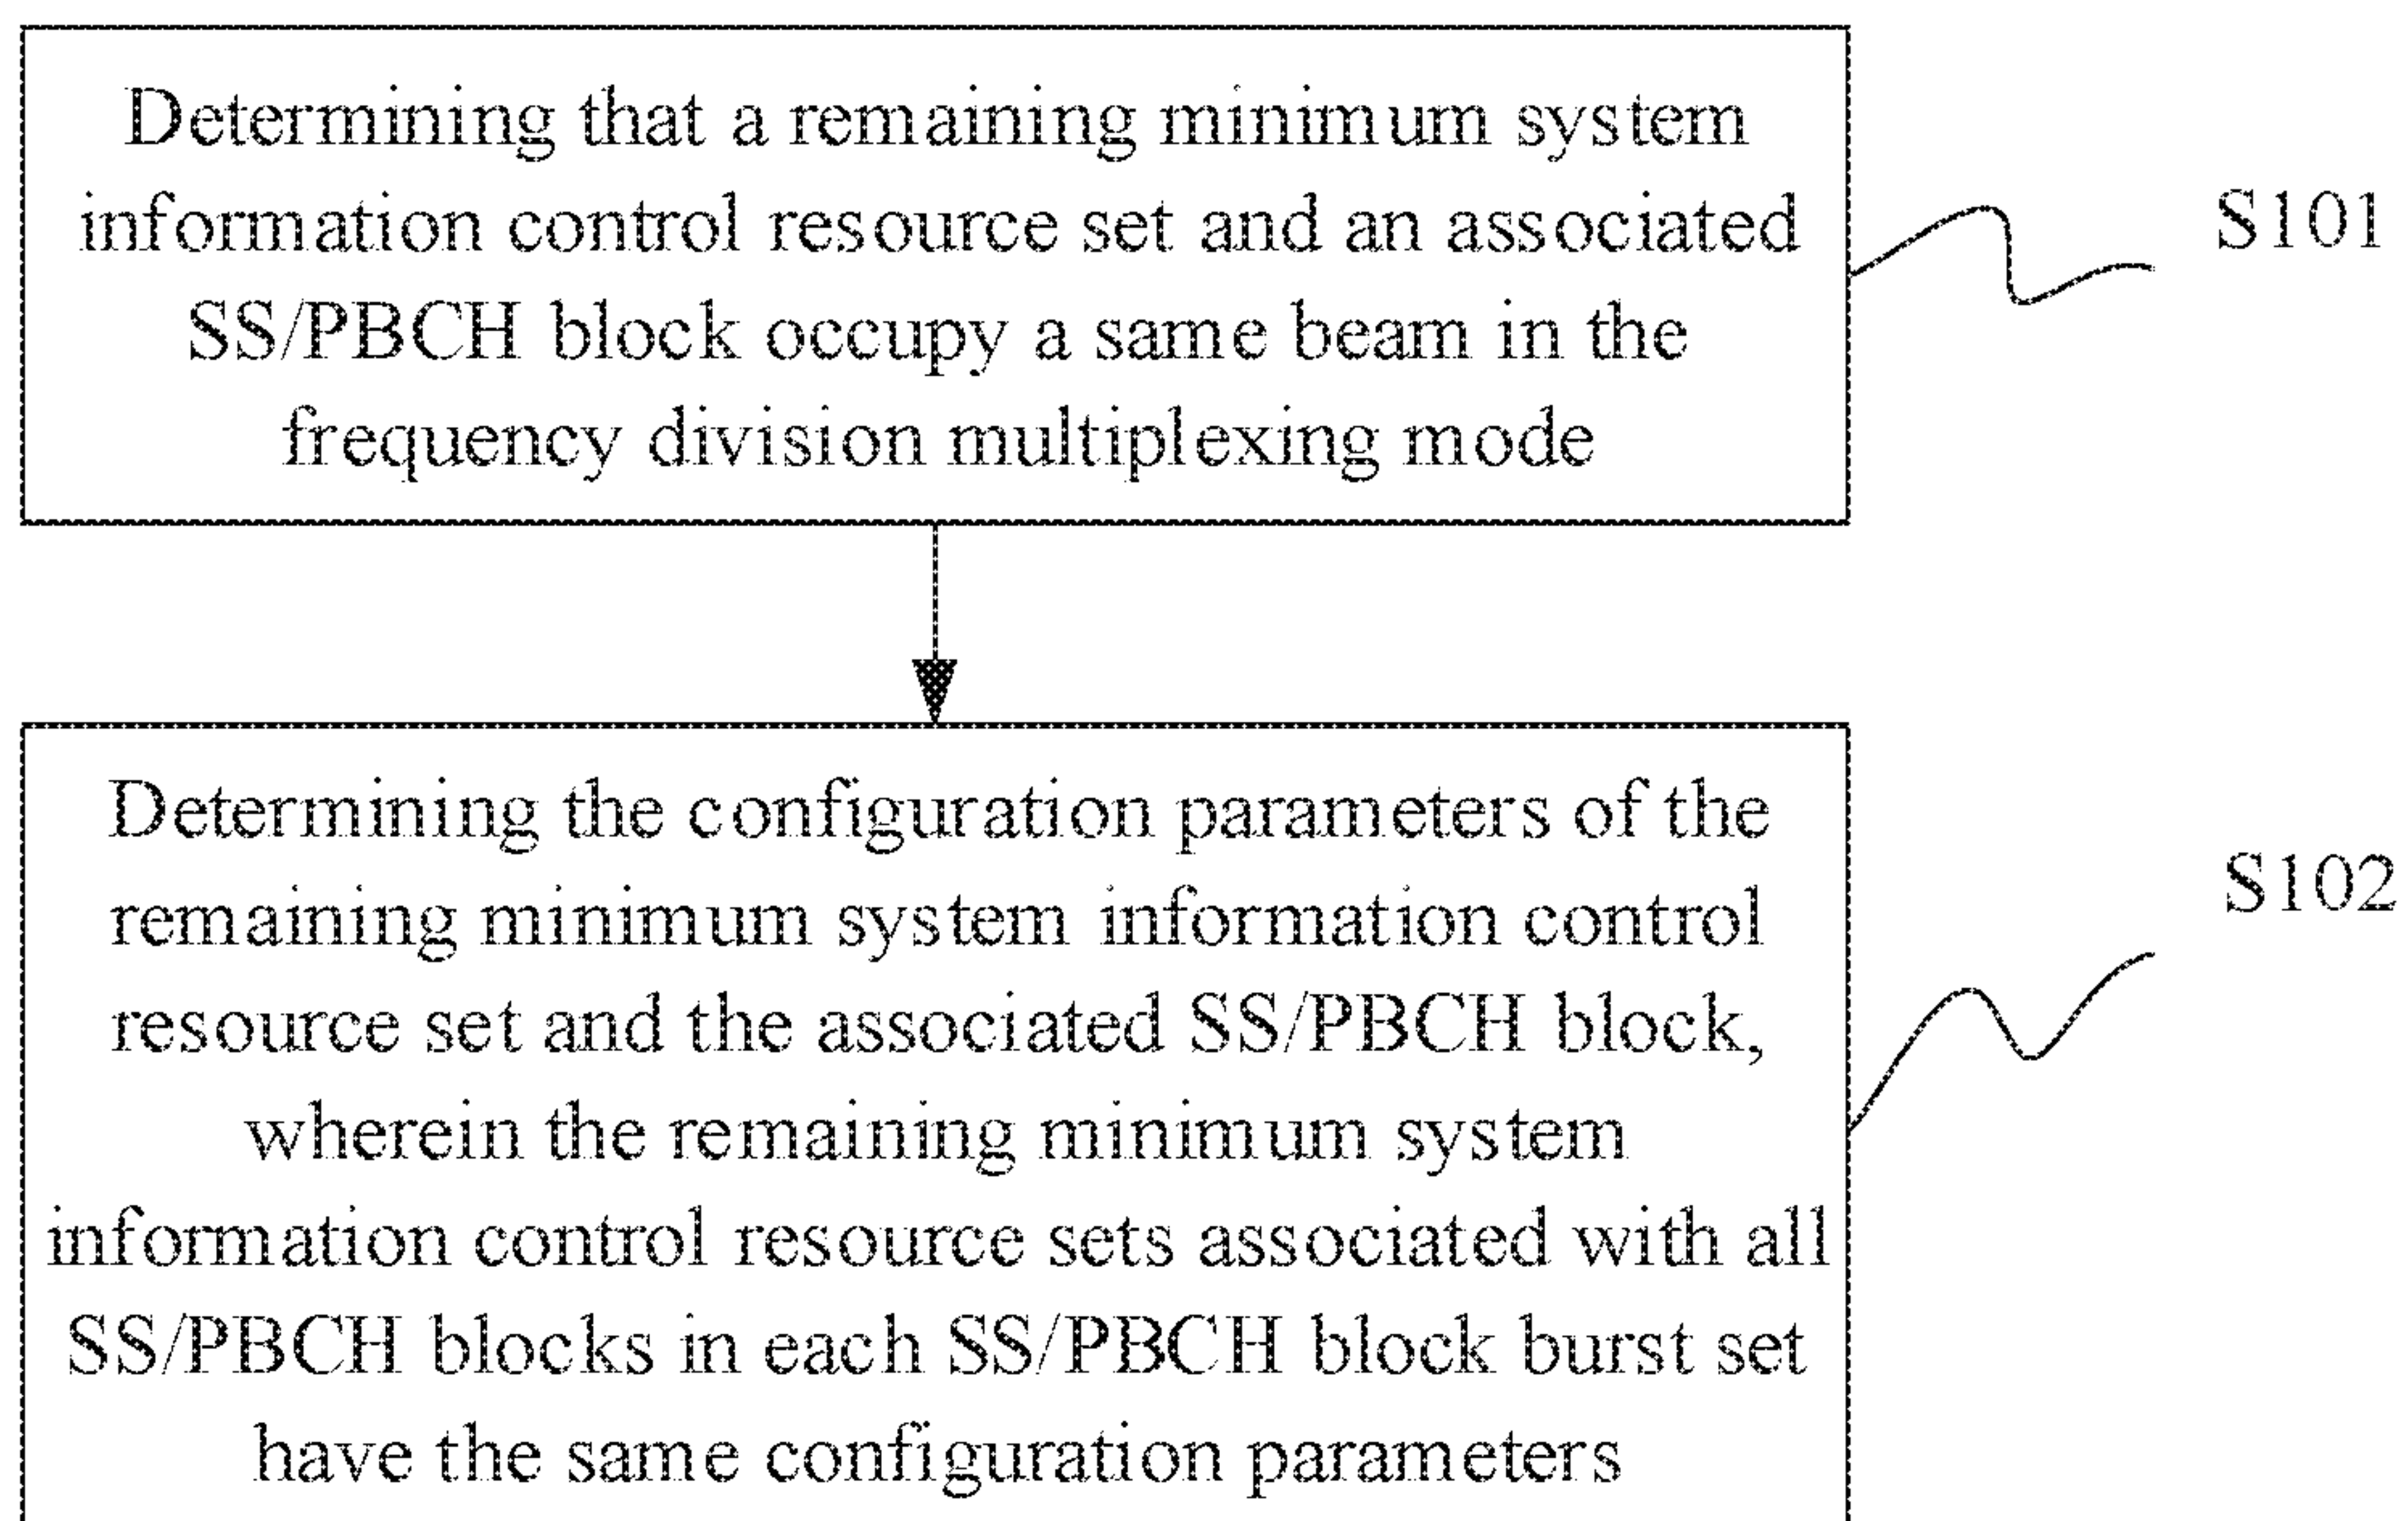 Determining that a remaining minimum system
information control resource set and an associated
SS/PBCH block occupy a same beam in the
frequency division multiplexing mode
S101
Determining the configuration parameters of the
remaining minimum system information control
resource set and the associated SS/PBCH block,
wherein the remaining minimum system
information control resource sets associated with all
SS/PBCH blocks in each SS/PBCH block burst set
have the same configuration parameters
S102